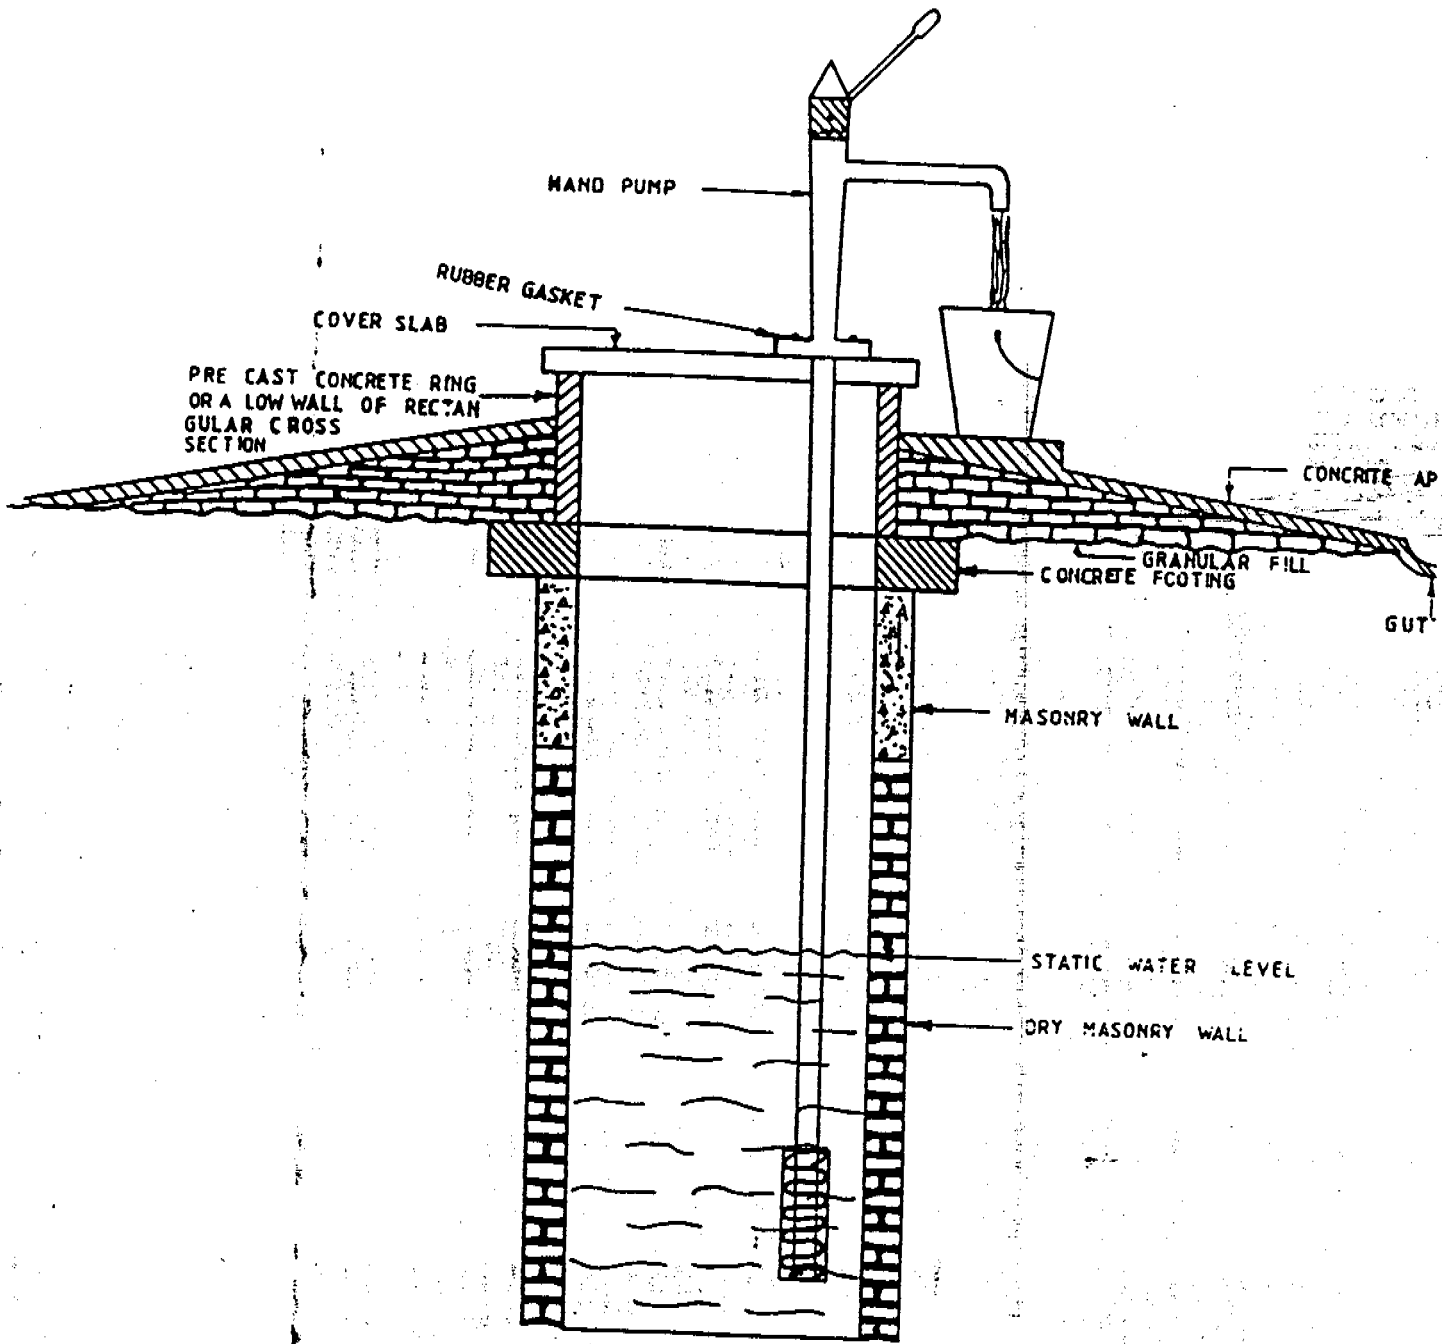 HAND PUMP
RUBBER GASKET
COVER SLAB
PRE CAST CONCRETE RING
OR A LOW WALL OF RECTAN
GULAR CROSS
SECTION
CONCRITE AP
GRANULAR FILL
CONCRETE FOOTING
GUT
MASONRY WALL
STATIC WATER LEVEL
DRY MASONRY WALL